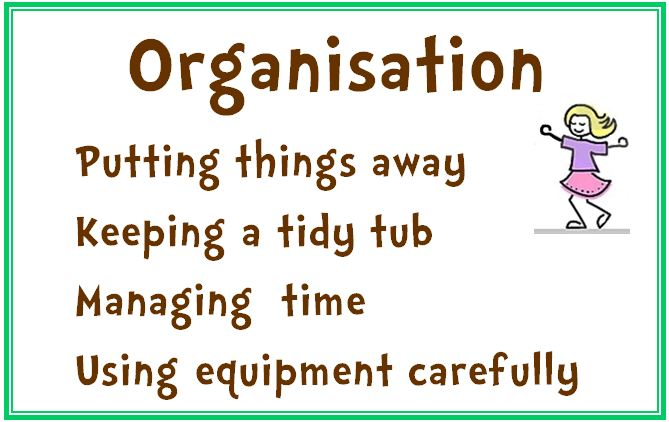 Organisation
Putting things away
Keeping a tidy tub
Managing  time
Using equipment carefully